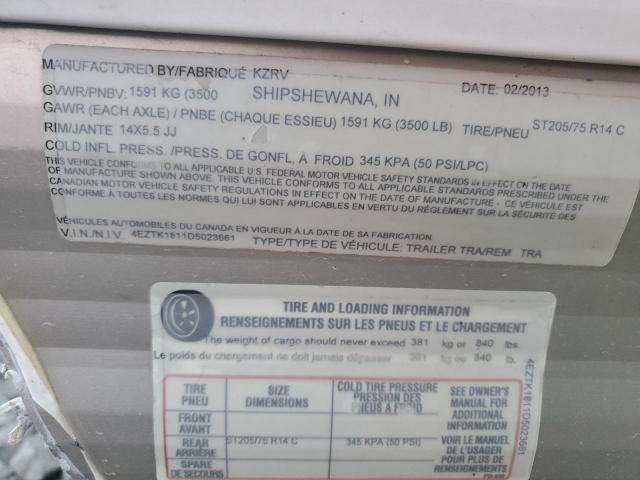 MANUFACTURED BY/FABRIQUÉ KZRV DATE: 02/2013
GVWR/PNBV: 1591 KG (3500 SHIPSHEWANA, IN
GAWR (EACH AXLE) / PNBE (CHAQUE ESSIEU) 1591 KG (3500 LB) TIRE/PNEU ST205/75 R14 C
RIM/JANTE 14X5.5 JJ
COLD INFL. PRESS. /PRESS. DE GONFL. À FROID 345 KPA (50 PSI/LPC)
THIS VEHICLE CONFORMS TO ALL APPLICABLE U.S. FEDERAL MOTOR VEHICLE SAFETY STANDARDS IN EFFECT ON THE DATE
OF MANUFACTURE SHOWN ABOVE. / THIS VEHICLE CONFORMS TO ALL APPLICABLE STANDARDS PRESCRIBED UNDER THE
CANADIAN MOTOR VEHICLE SAFETY REGULATIONS IN EFFECT ON THE DATE OF MANUFACTURE - CE VÉHICULE EST
CONFORME À TOUTES LES NORMES QUI LUI SONT APPLICABLES EN VERTU DU RÈGLEMENT SUR LA SÉCURITÉ DES
VÉHICULES AUTOMOBILES DU CANADA EN VIGUEUR À LA DATE DE SA FABRICATION
V.I.N./N.I.V. 4EZTK1811D5023661 TYPE/TYPE DE VÉHICULE: TRAILER TRA/REM TRA
TIRE AND LOADING INFORMATION
RENSEIGNEMENTS SUR LES PNEUS ET LE CHARGEMENT
The weight of cargo should never exceed 381 kg or 840 lbs.
Le poids du chargement ne doit jamais dépasser 381 kg ou 840 lb.
TIRE PNEU
SIZE DIMENSIONS
COLD TIRE PRESSURE
PRESSION DES
PNEUS A FROID
SEE OWNER'S
MANUAL FOR
ADDITIONAL
INFORMATION
FRONT
AVANT
REAR
ARRIÈRE
ST205/75 R14 C 345 KPA (50 PSI)
SPARE
DE SECOURS
VOIR LE MANUEL
DE L'USAGER
POUR PLUS DE
RENSEIGNEMENTS
4EZTK1811D5023661